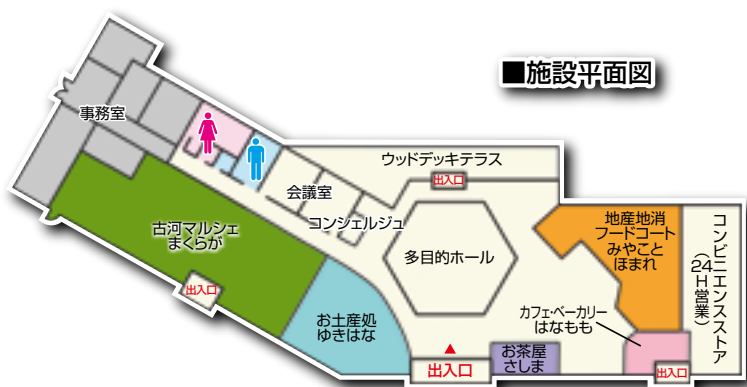 ■施設平面図
事務室
ウッドデッキテラス
出入口
会議室
コンシェルジュ
古河マルシェ
まくらが
出入口
多目的ホール
地産地消
フードコート
みやこと
ほまれ
コンビニエンスストア
(24H営業)
お土産処
ゆきはな
カフェ・ベーカリー
はなもも
お茶屋
さしま
出入口
出入口